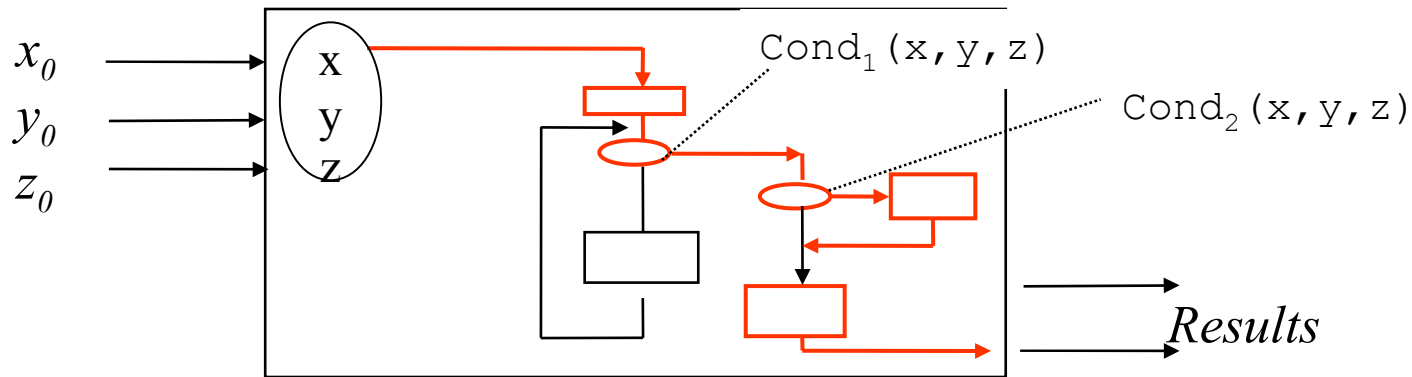 x₀
y₀
z₀
x
y
z
Cond₁(x,y,z)
Cond₂(x,y,z)
Results